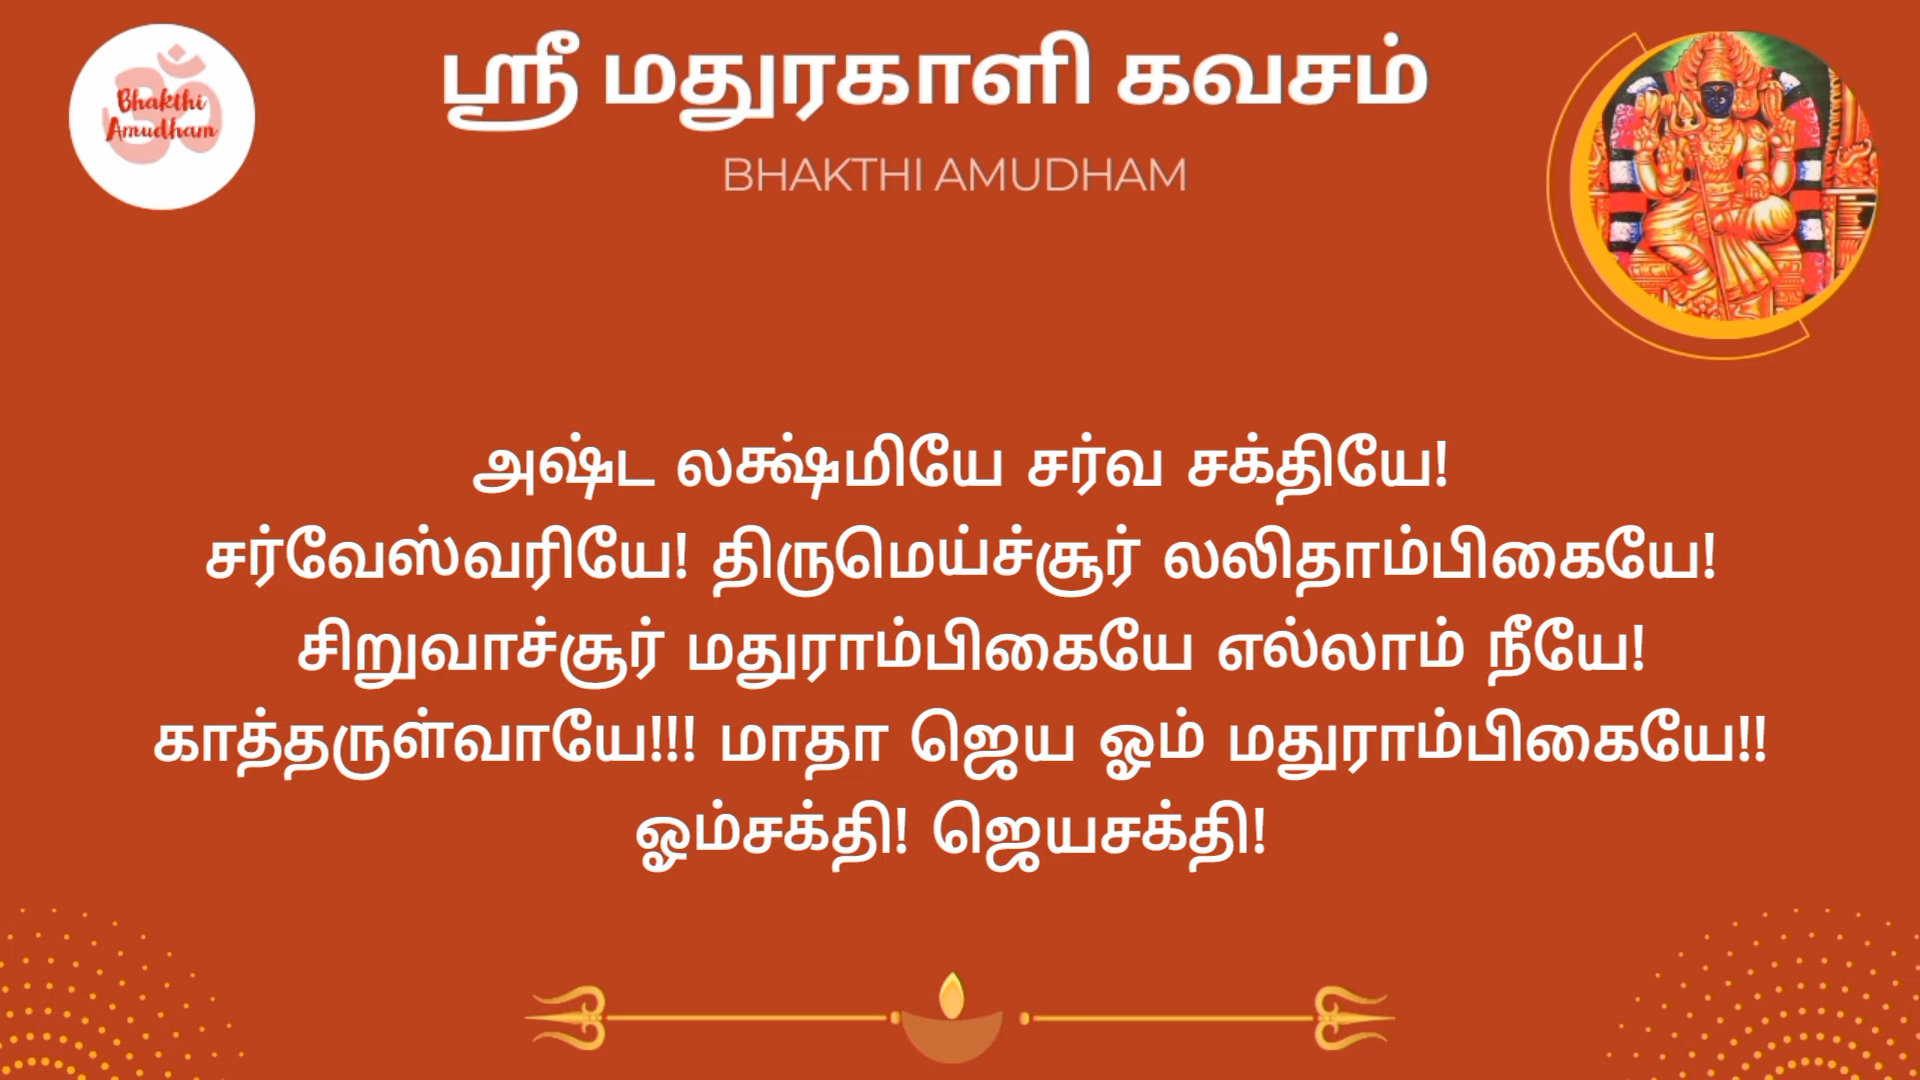 Bhakthi
Amudham
ஸ்ரீ மதுரகாளி கவசம்
BHAKTHI AMUDHAM
அஷ்ட லக்ஷ்மியே சர்வ சக்தியே!
சர்வேஸ்வரியே! திருமெய்ச்சூர் லலிதாம்பிகையே!
சிறுவாச்சூர் மதுராம்பிகையே எல்லாம் நீயே!
காத்தருள்வாயே!!! மாதா ஜெய ஓம் மதுராம்பிகையே!!
ஓம்சக்தி! ஜெயசக்தி!